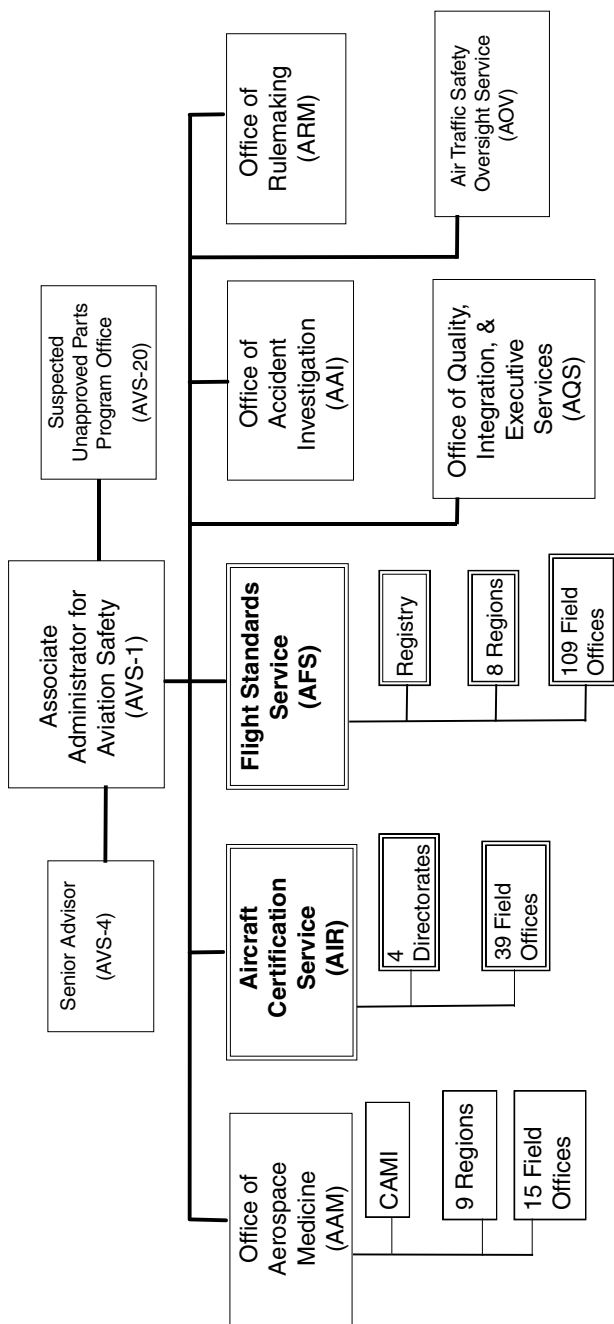 Associate
Administrator for
Aviation Safety
(AVS-1)
Senior Advisor
(AVS-4)
Suspected
Unapproved Parts
Program Office
(AVS-20)
Office of
Aerospace
Medicine
(AAM)
CAMI
9 Regions
15 Field
Offices
Aircraft
Certification
Service
(AIR)
4
Directorates
39 Field
Offices
Flight Standards
Service
(AFS)
Registry
8 Regions
109 Field
Offices
Office of
Accident
Investigation
(AAI)
Office of
Rulemaking
(ARM)
Office of Quality,
Integration, &
Executive
Services
(AQS)
Air Traffic Safety
Oversight Service
(AOV)